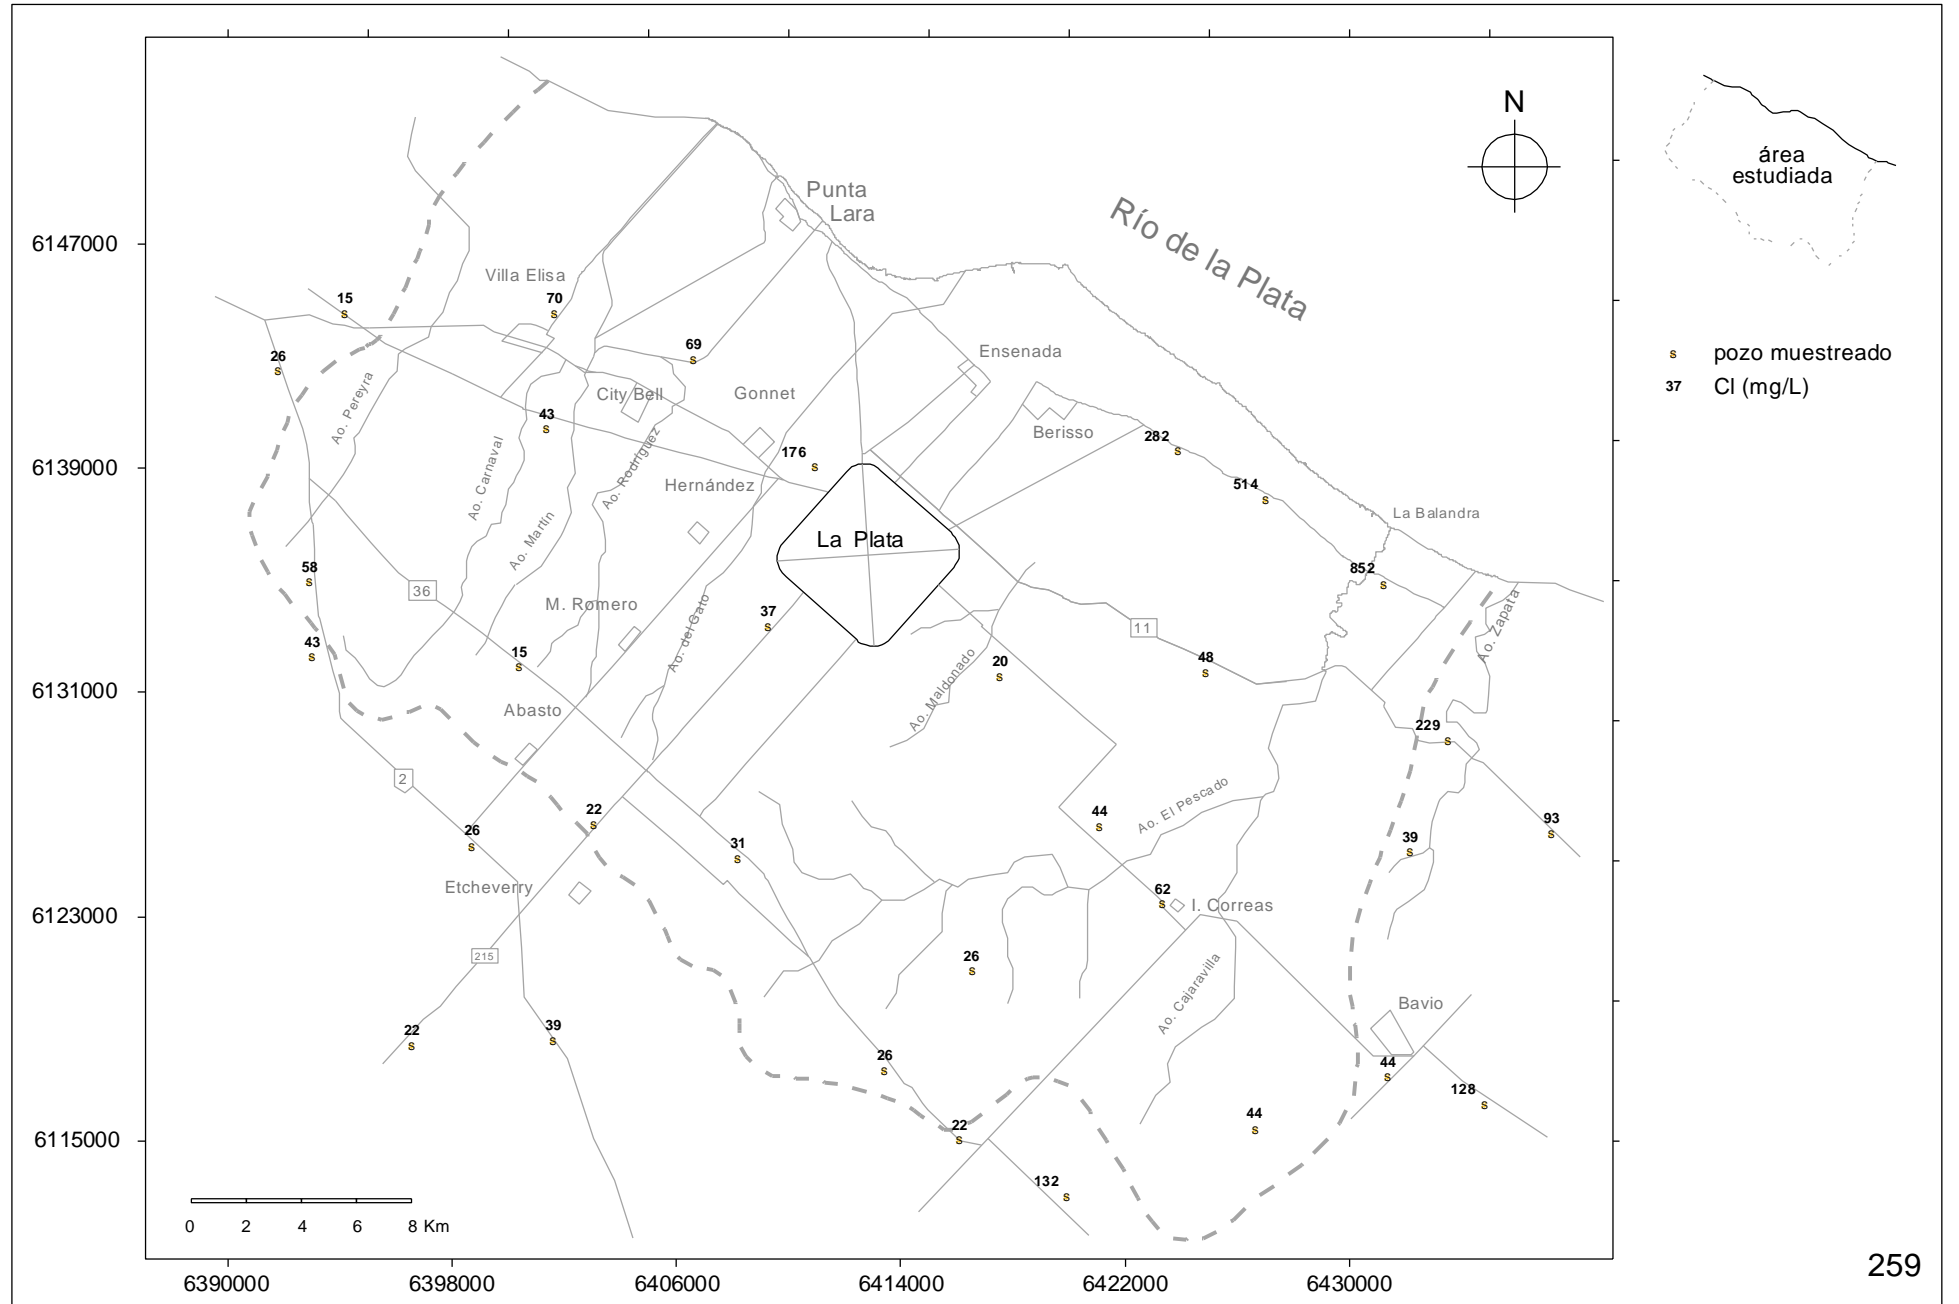 N
Punta
Lara
Río de la Plata
área
estudiada
6147000
Villa Elisa
15
70
26
69
Ensenada
s pozo muestreado
37 Cl (mg/L)
Ao. Pereyra
City Bell
Gonnet
43
Berisso
282
6139000
176
Ao. Carnaval
Ao. Rodríguez
Hernández
514
La Balandra
Ao. Martín
La Plata
58
36
852
M. Romero
37
Ao. del Gato
11
Ao. Zapata
43
15
20
48
6131000
Ao. Maldonado
Abasto
229
2
22
44
Ao. El Pescado
93
26
31
39
Etcheverry
62
I. Correas
6123000
215
26
Ao. Cajaravilla
Bavio
22
39
26
44
128
44
22
6115000
132
0 2 4 6 8 Km
259
6390000 6398000 6406000 6414000 6422000 6430000